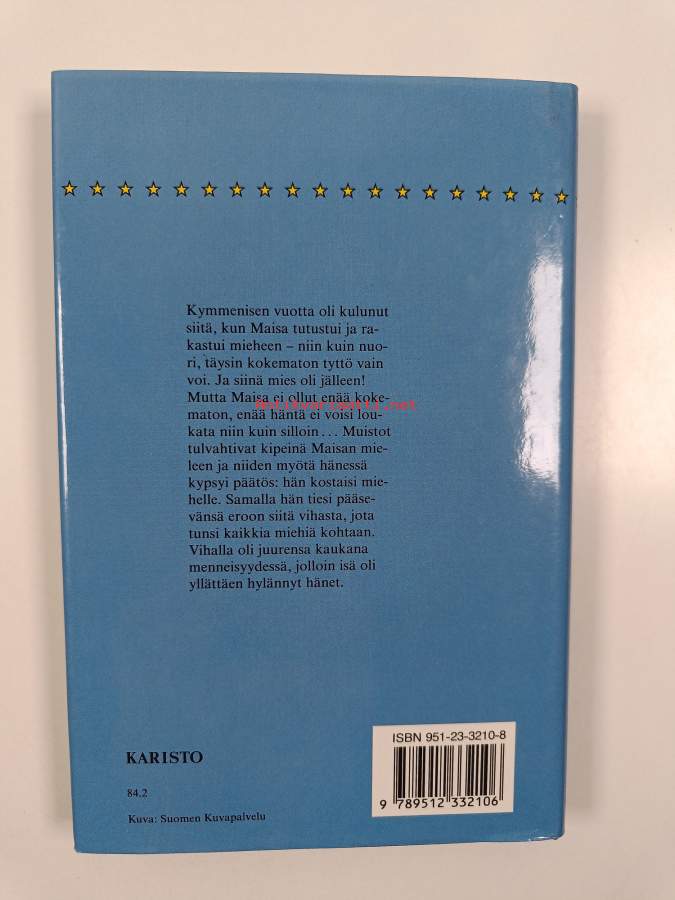 Kymmenisen vuotta oli kulunut
siitä, kun Maisa tutustui ja ra-
kastui mieheen – niin kuin nuo-
ri, täysin kokematon tyttö vain
voi. Ja siinä mies oli jälleen!
Mutta Maisa ei ollut enää koke-
Antikvariaatti.net
maton, enää häntä ei voisi lou-
kata niin kuin silloin... Muistot
tulvahtivat kipeinä Maisan mie-
leen ja niiden myötä hänessä
kypsyi päätös: hän kostaisi mie-
helle. Samalla hän tiesi pääse-
vänsä eroon siitä vihasta, jota
tunsi kaikkia miehiä kohtaan.
Vihalla oli juurensa kaukana
menneisyydessä, jolloin isä oli
yllättäen hylännyt hänet.
ISBN 951-23-3210-8
9 789512 332106
KARISTO
84.2
Kuva: Suomen Kuvapalvelu